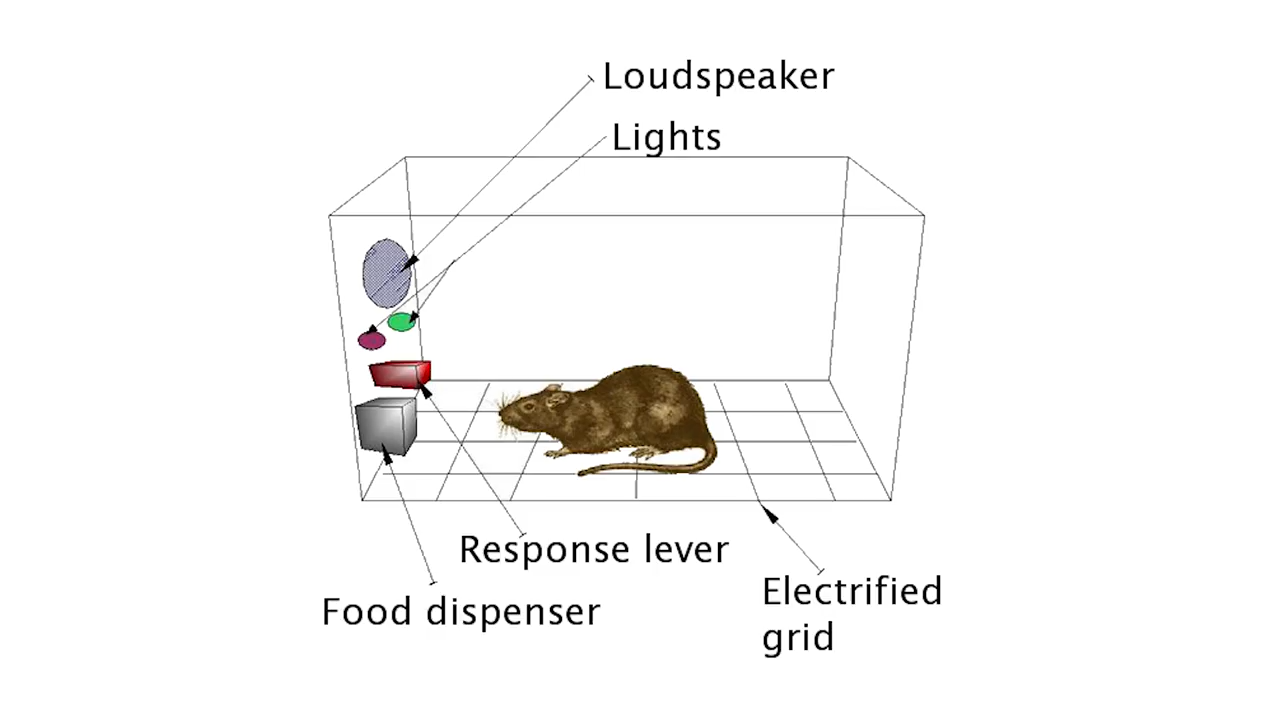 Loudspeaker
Lights
Response lever
Food dispenser
Electrified
grid